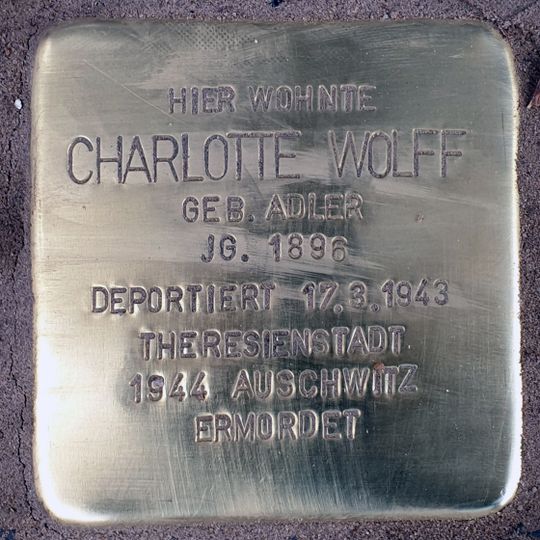 HIER WOHNTE
CHARLOTTE WOLFF
GEB. ADLER
JG. 1896
DEPORTIERT 17.3.1943
THERESIENSTADT
1944 AUSCHWITZ
ERMORDET